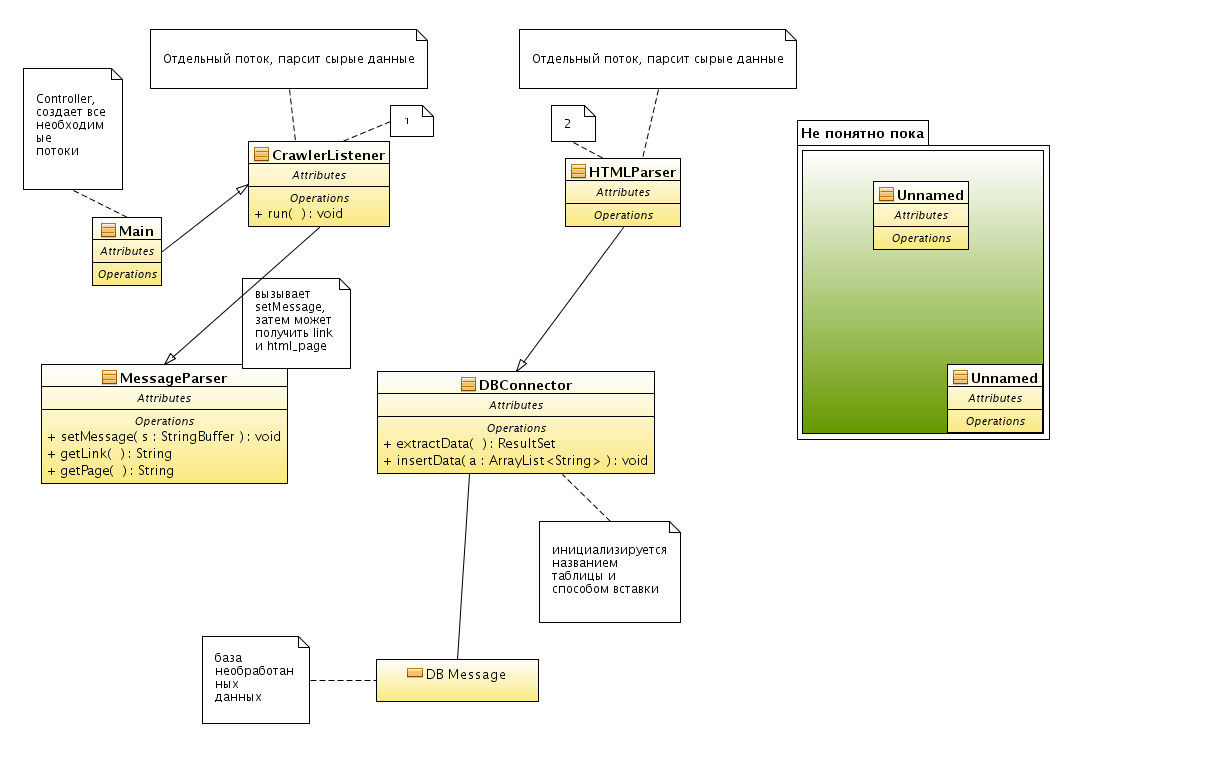 Отдельный поток, парсит сырые данные
Отдельный поток, парсит сырые данные
Controller,
создает все
необходим
ые
потоки
1
2
Не понятно пока
CrawlerListener
Attributes
Operations
+ run( ) : void
HTMLParser
Attributes
Operations
Unnamed
Attributes
Operations
Main
Attributes
Operations
вызывает
setMessage,
затем может
получить link
и html_page
MessageParser
Attributes
Operations
+ setMessage( s : StringBuffer ) : void
+ getLink( ) : String
+ getPage( ) : String
DBConnector
Attributes
Operations
+ extractData( ) : ResultSet
+ insertData( a : ArrayList<String> ) : void
Unnamed
Attributes
Operations
инициализируется
названием
таблицы и
способом вставки
база
необработан
ных
данных
DB Message